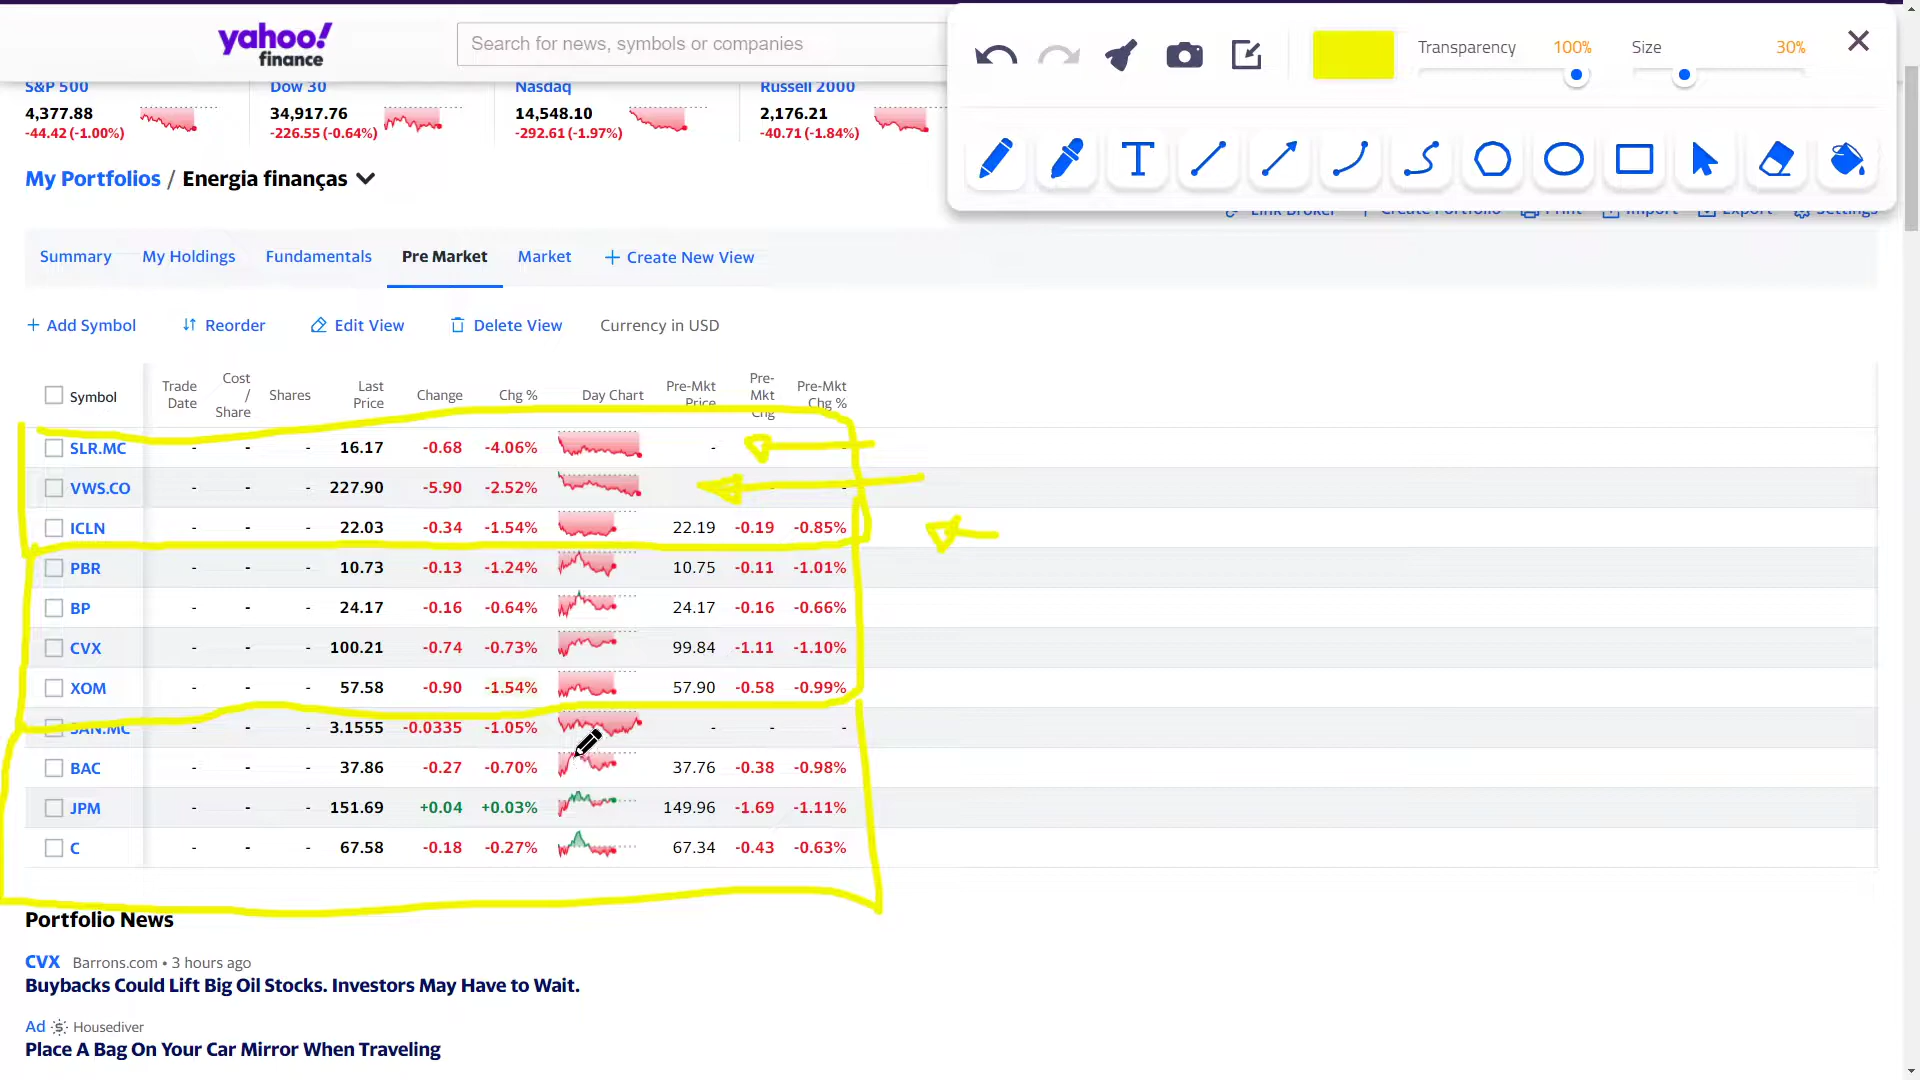 yahoo!
finance
Search for news, symbols or companies
Transparency 100% Size 30%
S&P 500 Dow 30 Nasdaq Russell 2000
4,377.88 34,917.76 14,548.10 2,176.21
-44.42 (-1.00%) -226.55 (-0.64%) -292.61 (-1.97%) -40.71 (-1.84%)
T
My Portfolios / Energia finanças
Link Broker Create Portfolio Print Import Export Settings
Summary My Holdings Fundamentals Pre Market Market + Create New View
+ Add Symbol Reorder Edit View Delete View Currency in USD
Symbol Trade Date Cost / Share Shares Last Price Change Chg % Day Chart Pre-Mkt Price Pre-Mkt Chg Pre-Mkt Chg %
SLR.MC - - - 16.17 -0.68 -4.06% -
VWS.CO - - - 227.90 -5.90 -2.52% - -
ICLN - - - 22.03 -0.34 -1.54% 22.19 -0.19 -0.85%
PBR - - - 10.73 -0.13 -1.24% 10.75 -0.11 -1.01%
BP - - - 24.17 -0.16 -0.64% 24.17 -0.16 -0.66%
CVX - - - 100.21 -0.74 -0.73% 99.84 -1.11 -1.10%
XOM - - - 57.58 -0.90 -1.54% 57.90 -0.58 -0.99%
SAN.MC - - - 3.1555 -0.0335 -1.05% - - -
BAC - - - 37.86 -0.27 -0.70% 37.76 -0.38 -0.98%
JPM - - - 151.69 +0.04 +0.03% 149.96 -1.69 -1.11%
C - - - 67.58 -0.18 -0.27% 67.34 -0.43 -0.63%
Portfolio News
CVX Barrons.com • 3 hours ago
Buybacks Could Lift Big Oil Stocks. Investors May Have to Wait.
Ad Housediver
Place A Bag On Your Car Mirror When Traveling